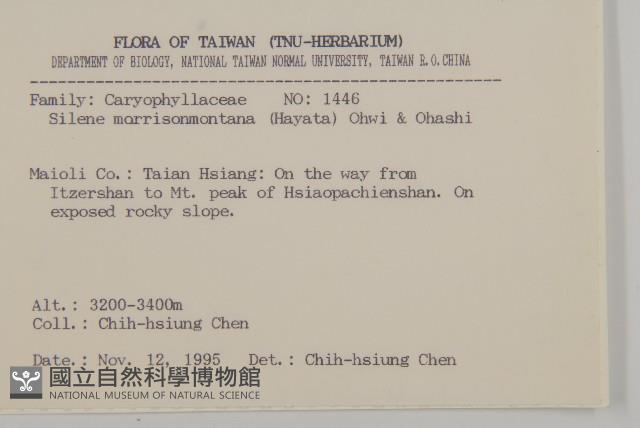 FLORA OF TAIWAN (TNU-HERBARIUM)
DEPARTMENT OF BIOLOGY, NATIONAL TAIWAN NORMAL UNIVERSITY, TAIWAN R.O.CHINA
Family: Caryophyllaceae NO: 1446
Silene morrisonmontana (Hayata) Ohwi & Ohashi
Maioli Co.: Taian Hsiang: On the way from
Itzershan to Mt. peak of Hsiaopachienshan. On
exposed rocky slope.
Alt.: 3200-3400m
Coll.: Chih-hsiung Chen
Date.: Nov. 12, 1995 Det.: Chih-hsiung Chen
國立自然科學博物館
NATIONAL MUSEUM OF NATURAL SCIENCE